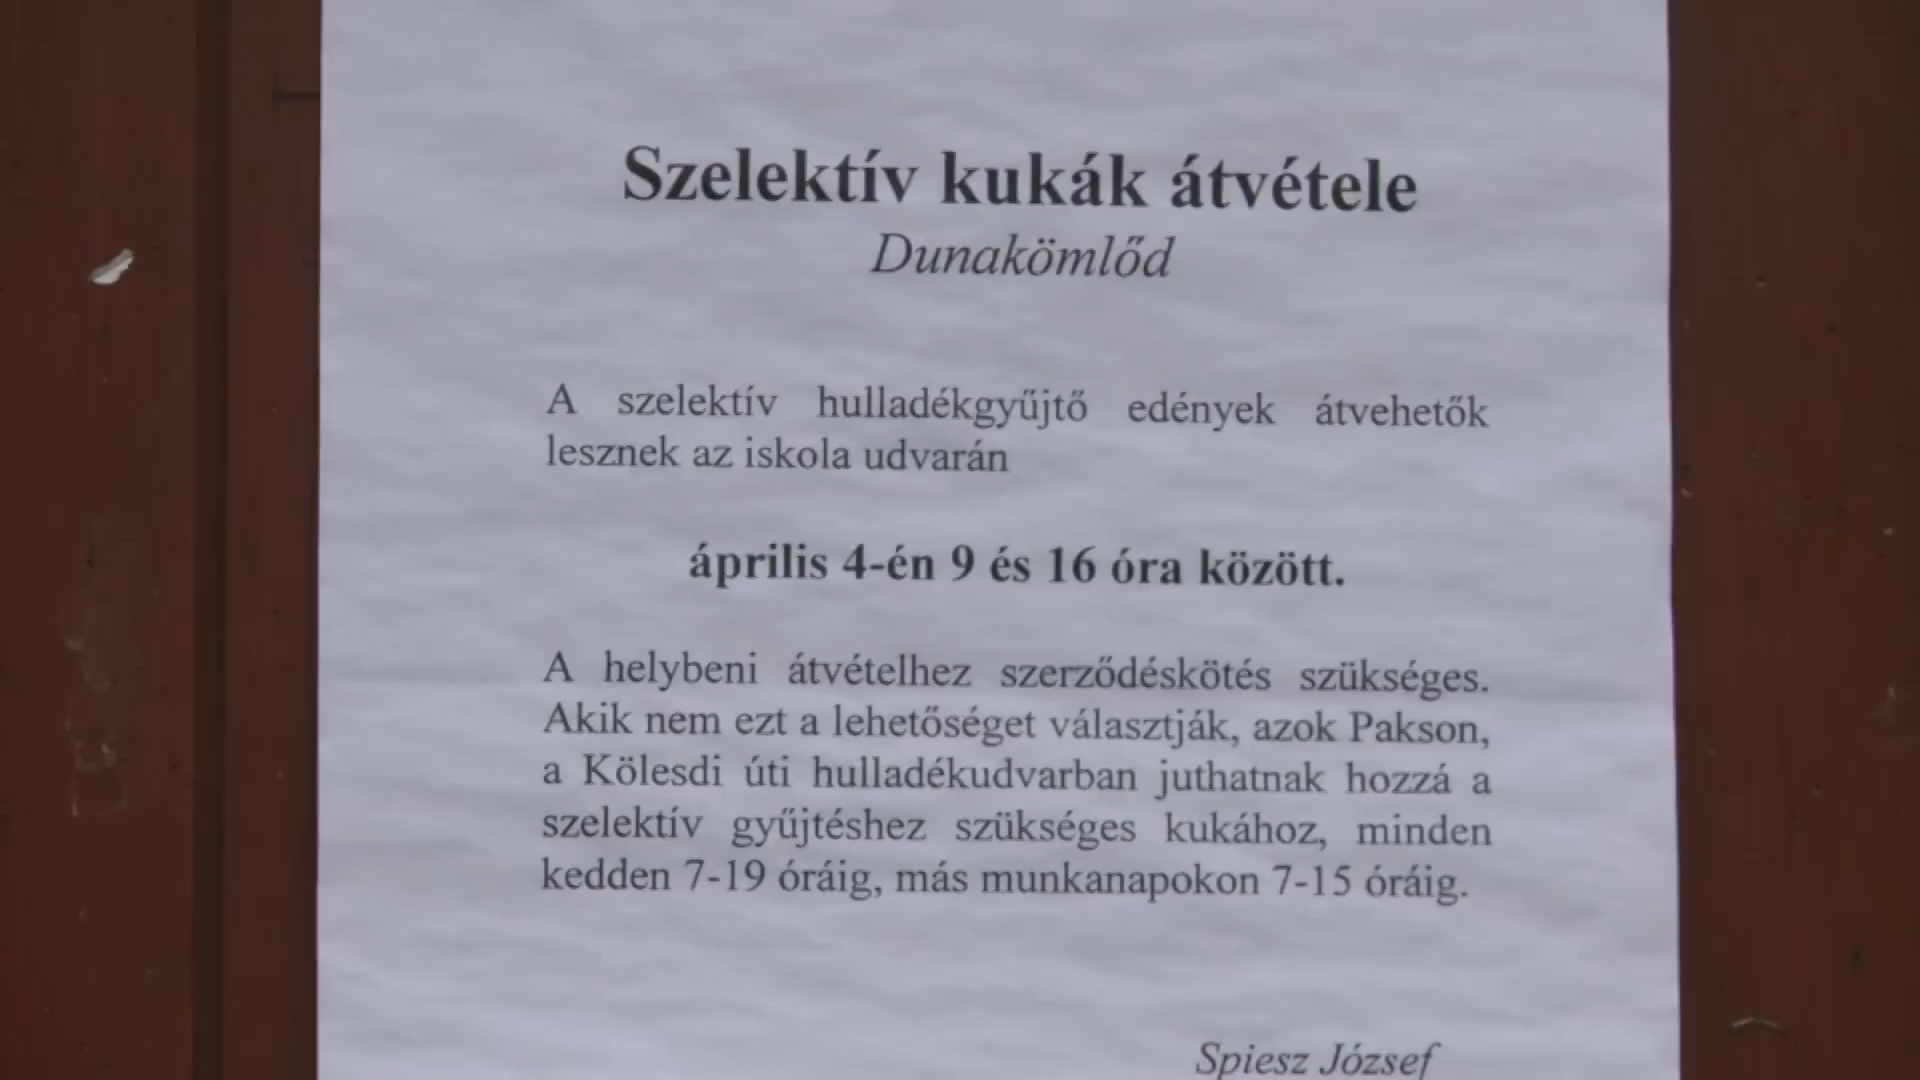 Szelektív kukák átvétele
Dunakömlőd
A szelektív hulladékgyűjtő edények átvehetők
lesznek az iskola udvarán
április 4-én 9 és 16 óra között.
A helybeni átvételhez szerződéskötés szükséges.
Akik nem ezt a lehetőséget választják, azok Pakson,
a Kölesdi úti hulladékudvarban juthatnak hozzá a
szelektív gyűjtéshez szükséges kukához, minden
kedden 7-19 óráig, más munkanapokon 7-15 óráig.
Spiesz József